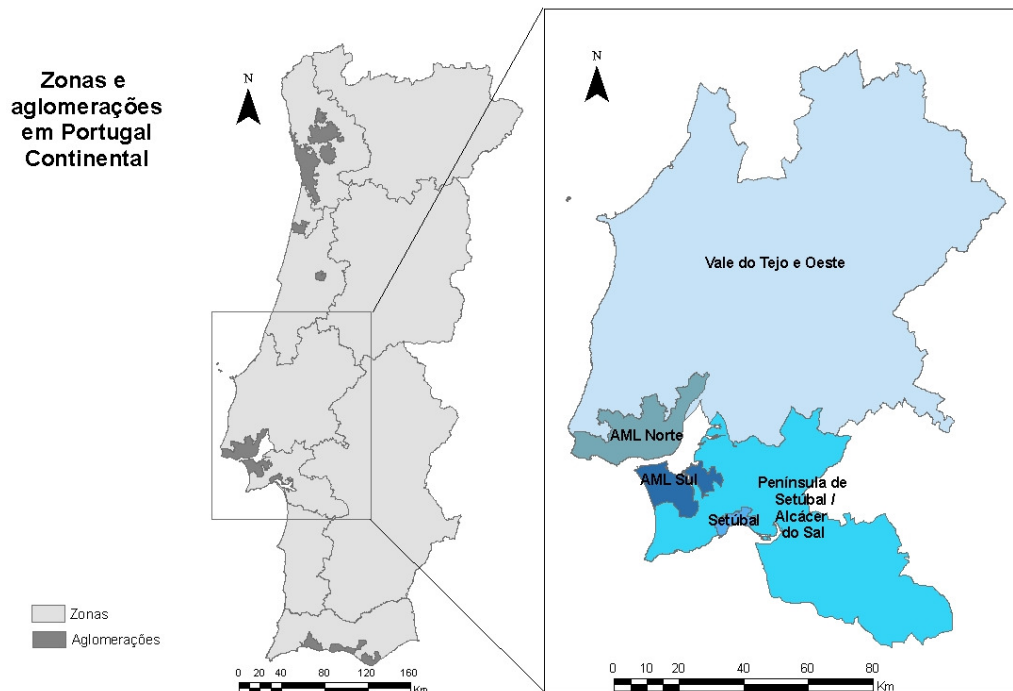 Zonas e
aglomerações
em Portugal
Continental
N
Zonas
Aglomerações
0 20 40 80 120 160
Km
N
Vale do Tejo e Oeste
AML Norte
AML Sul
Setúbal
Península de
Setúbal /
Alcácer
do Sal
0 10 20 40 60 80
Km